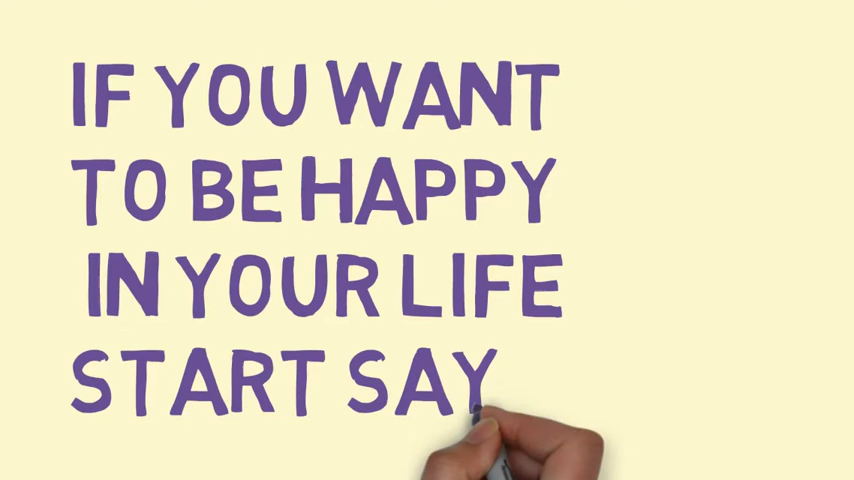 IF YOU WANT
TO BE HAPPY
IN YOUR LIFE
START SAY